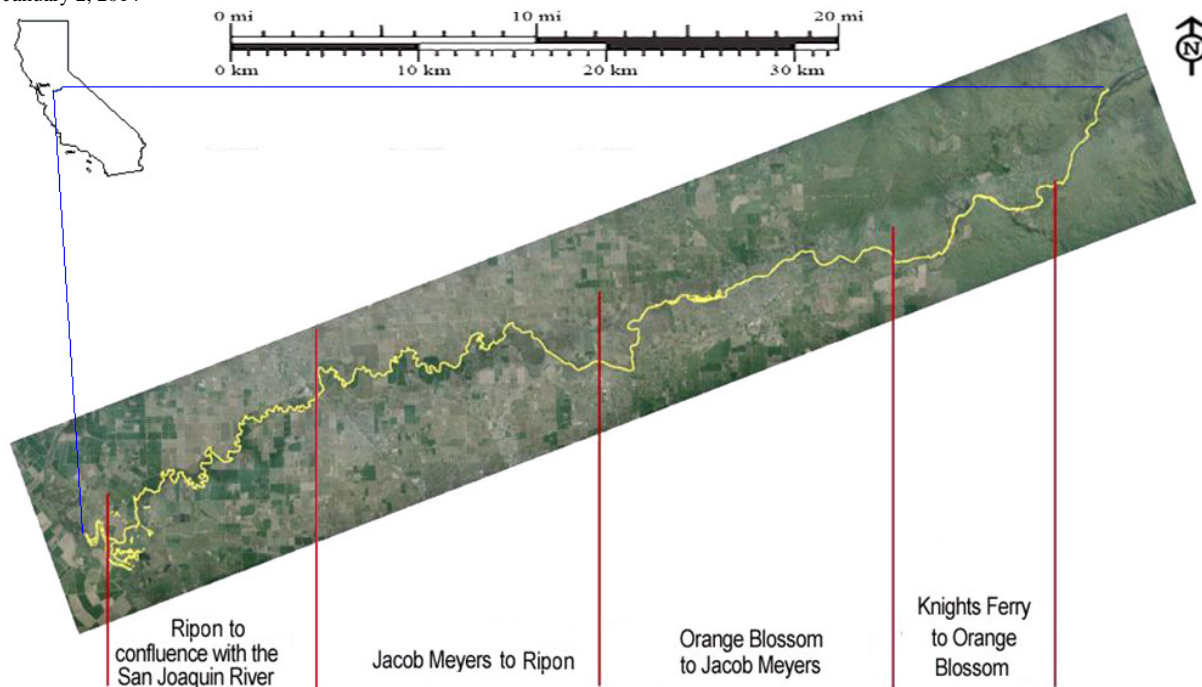 0 mi 10 mi 20 mi
0 km 10 km 20 km 30 km
N
Ripon to
confluence with the
San Joaquin River
Jacob Meyers to Ripon
Orange Blossom
to Jacob Meyers
Knights Ferry
to Orange
Blossom